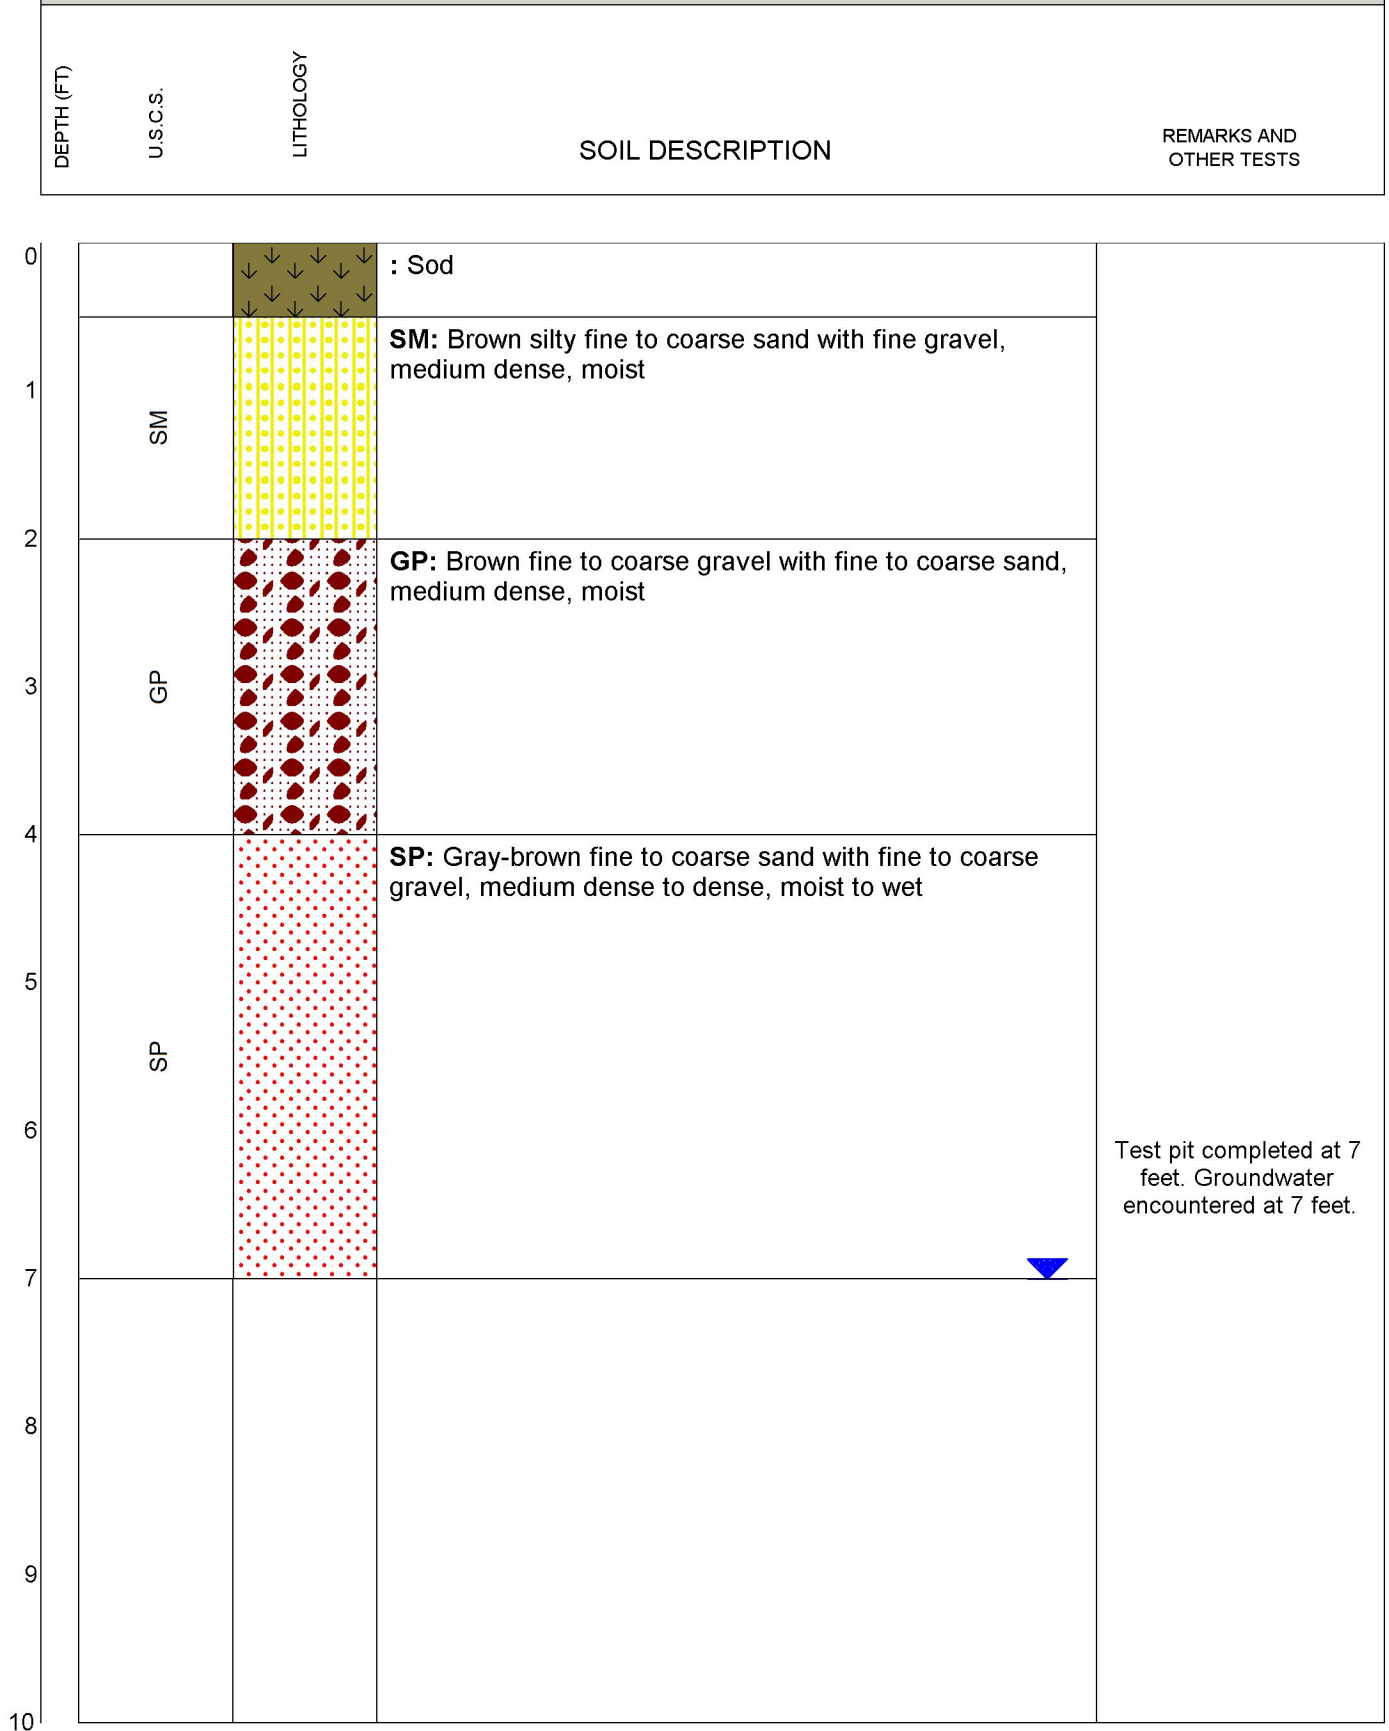 DEPTH (FT)
U.S.C.S.
LITHOLOGY
SOIL DESCRIPTION
REMARKS AND
OTHER TESTS
0
: Sod
SM: Brown silty fine to coarse sand with fine gravel,
medium dense, moist
1
SM
2
GP: Brown fine to coarse gravel with fine to coarse sand,
medium dense, moist
3
GP
4
SP: Gray-brown fine to coarse sand with fine to coarse
gravel, medium dense to dense, moist to wet
5
SP
6
Test pit completed at 7
feet. Groundwater
encountered at 7 feet.
7
8
9
10